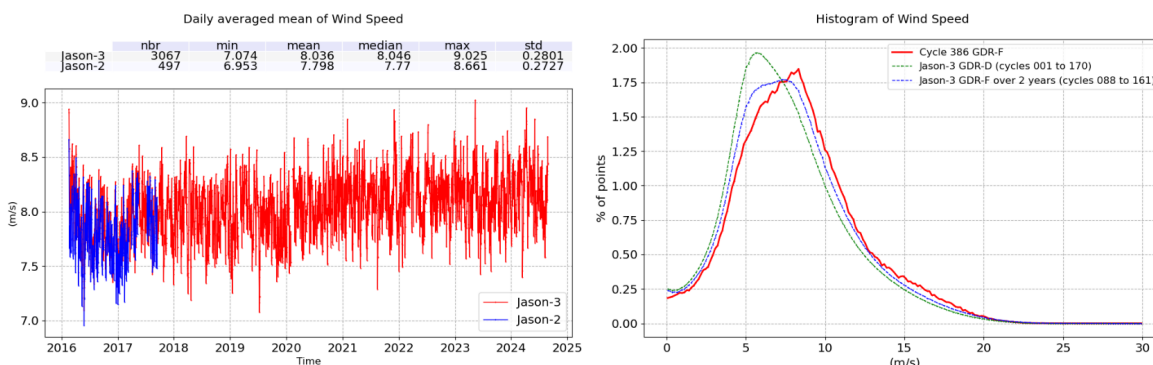 Daily averaged mean of Wind Speed
nbr min mean median max std
Jason-3 3067 7.074 8.036 8.046 9.025 0.2801
Jason-2 497 6.953 7.798 7.77 8.661 0.2727
9.0
8.5
8.0
7.5
7.0
(m/s)
Jason-3
Jason-2
2016 2017 2018 2019 2020 2021 2022 2023 2024 2025
Time
Histogram of Wind Speed
2.00
1.75
1.50
1.25
1.00
0.75
0.50
0.25
0.00
% of points
Cycle 386 GDR-F
Jason-3 GDR-D (cycles 001 to 170)
Jason-3 GDR-F over 2 years (cycles 088 to 161)
0 5 10 15 20 25 30
(m/s)